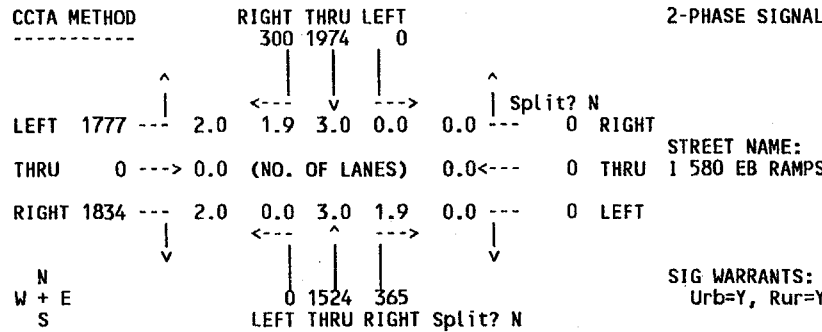 CCTA METHOD RIGHT THRU LEFT 2-PHASE SIGNAL
----------- 300 1974 0
^ | | | ^
| <--- v ---> | Split? N
LEFT 1777 --- 2.0 1.9 3.0 0.0 0.0 --- 0 RIGHT
STREET NAME:
THRU 0 ---> 0.0 (NO. OF LANES) 0.0<--- 0 THRU I 580 EB RAMPS
RIGHT 1834 --- 2.0 0.0 3.0 1.9 0.0 --- 0 LEFT
| <--- ^ ---> |
v | | | v
N SIG WARRANTS:
W + E 0 1524 365 Urb=Y, Rur=Y
S LEFT THRU RIGHT Split? N